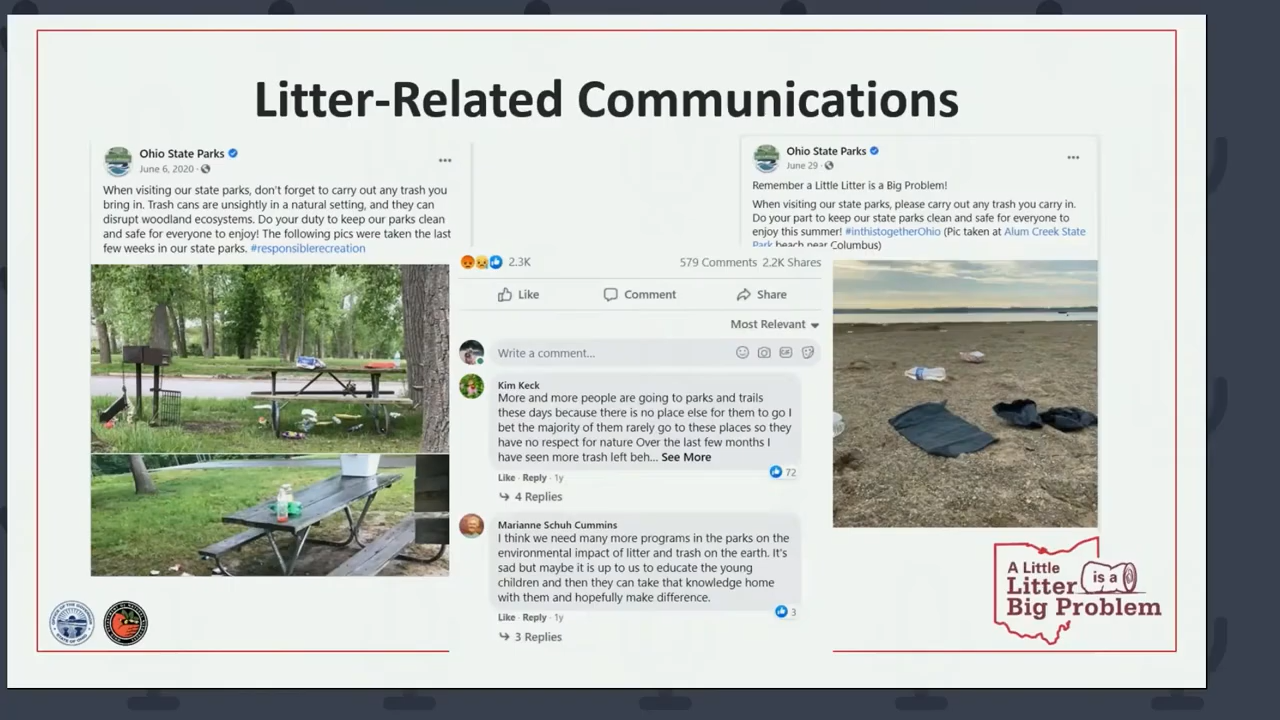 Litter-Related Communications
Ohio State Parks
June 6, 2020
When visiting our state parks, don't forget to carry out any trash you
bring in. Trash cans are unsightly in a natural setting, and they can
disrupt woodland ecosystems. Do your duty to keep our parks clean
and safe for everyone to enjoy! The following pics were taken the last
few weeks in our state parks. #responsiblerecreation
2.3K
579 Comments 2.2K Shares
Like
Comment
Share
Most Relevant
Write a comment...
Kim Keck
More and more people are going to parks and trails
these days because there is no place else for them to go I
bet the majority of them rarely go to these places so they
have no respect for nature Over the last few months I
have seen more trash left beh... See More
72
Like · Reply · 1y
4 Replies
Marianne Schuh Cummins
I think we need many more programs in the parks on the
environmental impact of litter and trash on the earth. It's
sad but maybe it is up to us to educate the young
children and then they can take that knowledge home
with them and hopefully make difference.
3
Like · Reply · 1y
3 Replies
Ohio State Parks
June 29
Remember a Little Litter is a Big Problem!
When visiting our state parks, please carry out any trash you carry in.
Do your part to keep our state parks clean and safe for everyone to
enjoy this summer! #inthistogetherOhio (Pic taken at Alum Creek State
Park beach near Columbus)
A Little
Litter is a
Big Problem